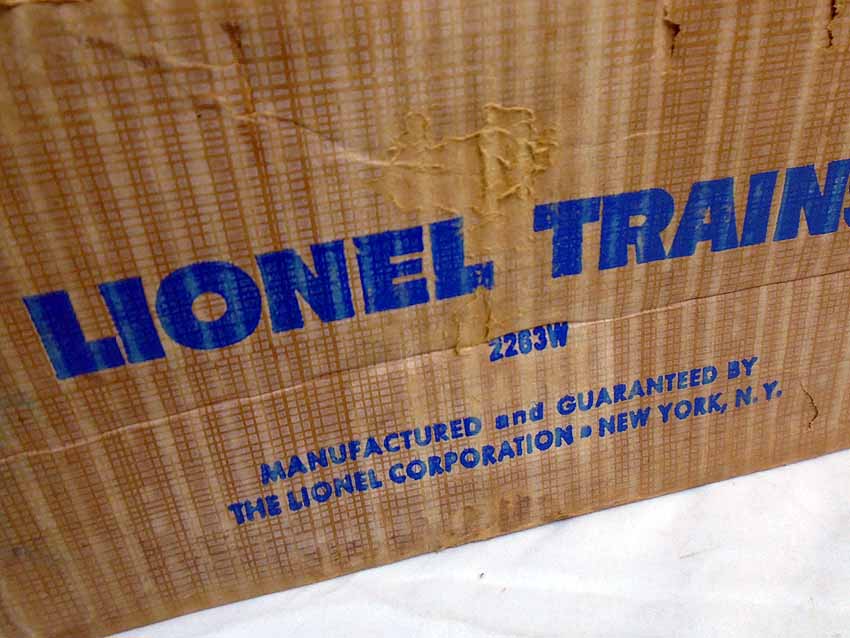 LIONEL TRAINS
2263W
MANUFACTURED and GUARANTEED BY
THE LIONEL CORPORATION • NEW YORK, N.Y.